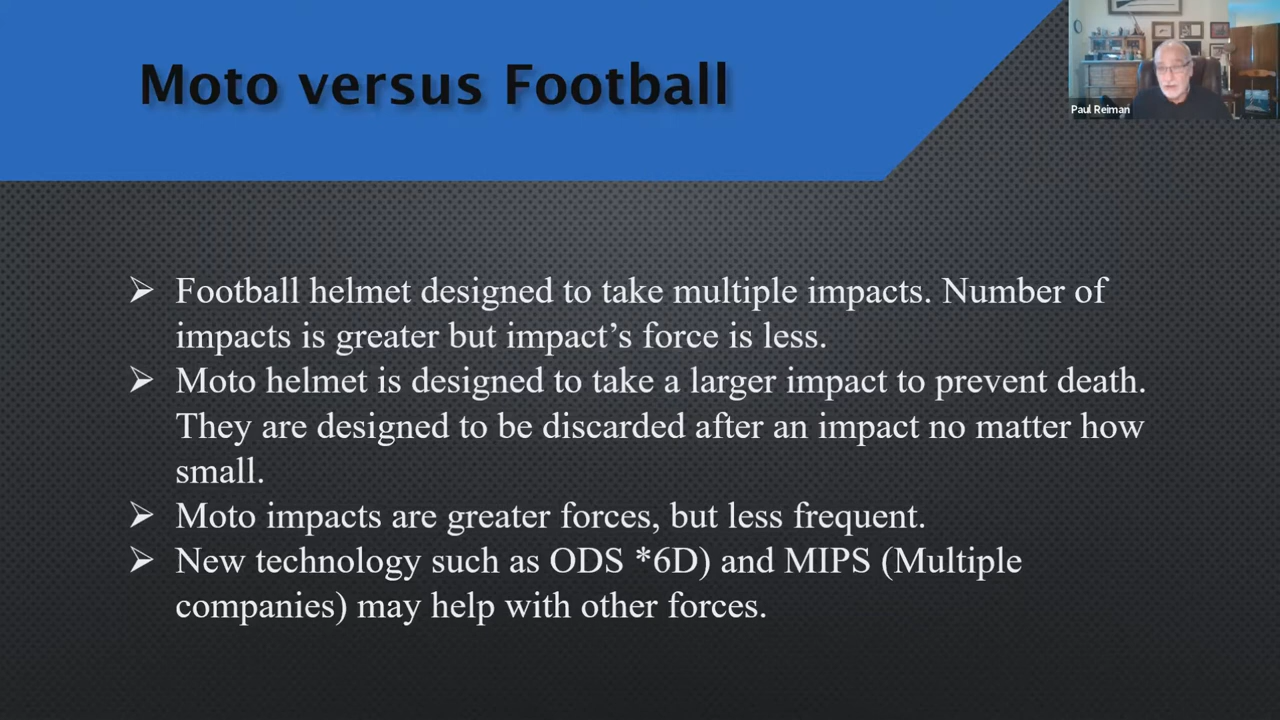 Moto versus Football
Paul Reiman
➢ Football helmet designed to take multiple impacts. Number of
impacts is greater but impact’s force is less.
➢ Moto helmet is designed to take a larger impact to prevent death.
They are designed to be discarded after an impact no matter how
small.
➢ Moto impacts are greater forces, but less frequent.
➢ New technology such as ODS *6D) and MIPS (Multiple
companies) may help with other forces.